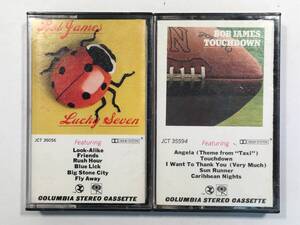 Bob James
Lucky Seven
JCT 36056
Featuring
Look-Alike
Friends
Rush Hour
Blue Lick
Big Stone City
Fly Away
COLUMBIA STEREO CASSETTE
BOB JAMES
TOUCHDOWN
JCT 35594
Featuring
Angela (Theme from "Taxi")
Touchdown
I Want To Thank You (Very Much)
Sun Runner
Caribbean Nights
COLUMBIA STEREO CASSETTE